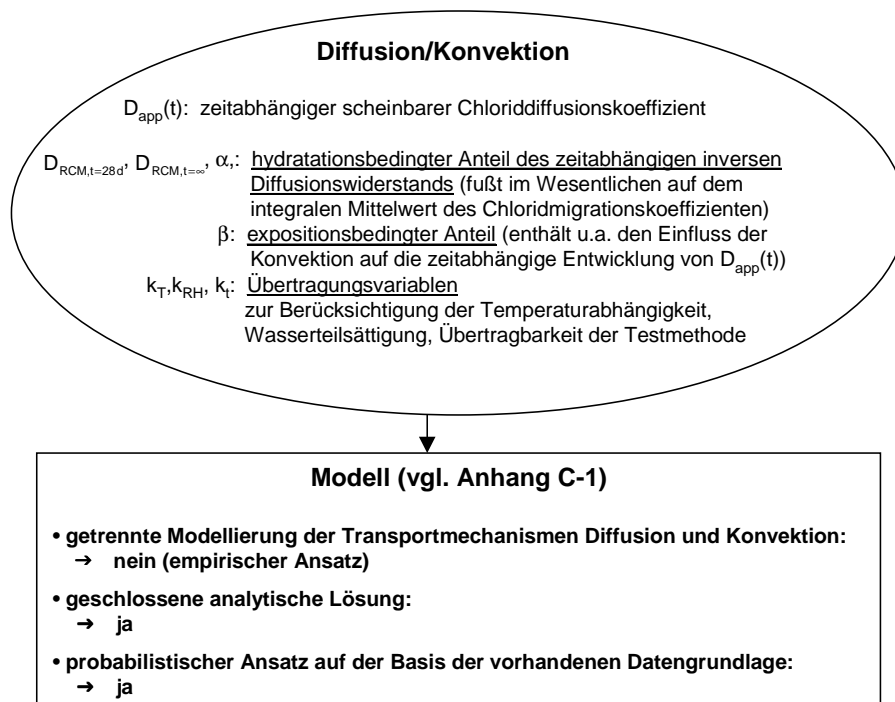 Diffusion/Konvektion
D_app(t): zeitabhängiger scheinbarer Chloriddiffusionskoeffizient
D_RCM,t=28d, D_RCM,t=∞, α,: hydratationsbedingter Anteil des zeitabhängigen inversen
Diffusionswiderstands (fußt im Wesentlichen auf dem
integralen Mittelwert des Chloridmigrationskoeffizienten)
β: expositionsbedingter Anteil (enthält u.a. den Einfluss der
Konvektion auf die zeitabhängige Entwicklung von D_app(t))
k_T,k_RH, k_t: Übertragungsvariablen
zur Berücksichtigung der Temperaturabhängigkeit,
Wasserteilsättigung, Übertragbarkeit der Testmethode
Modell (vgl. Anhang C-1)
• getrennte Modellierung der Transportmechanismen Diffusion und Konvektion:
→ nein (empirischer Ansatz)
• geschlossene analytische Lösung:
→ ja
• probabilistischer Ansatz auf der Basis der vorhandenen Datengrundlage:
→ ja